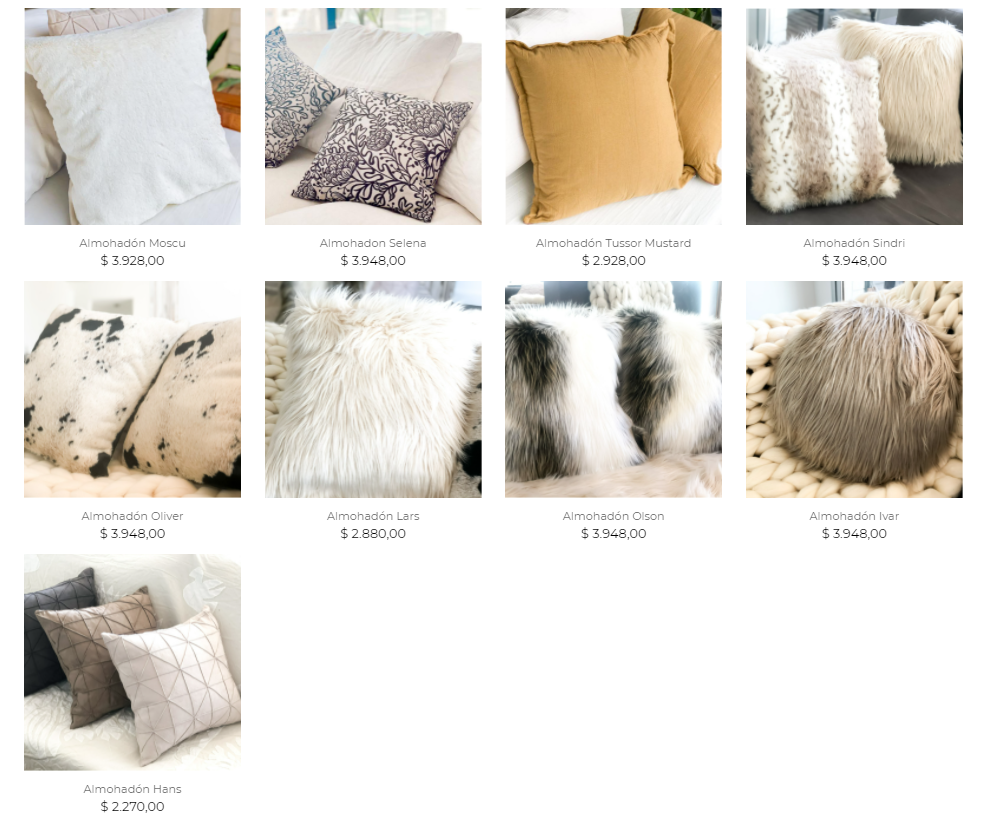 Almohadón Moscu
$ 3.928,00
Almohadon Selena
$ 3.948,00
Almohadón Tussor Mustard
$ 2.928,00
Almohadón Sindri
$ 3.948,00
Almohadón Oliver
$ 3.948,00
Almohadón Lars
$ 2.880,00
Almohadón Olson
$ 3.948,00
Almohadón Ivar
$ 3.948,00
Almohadón Hans
$ 2.270,00